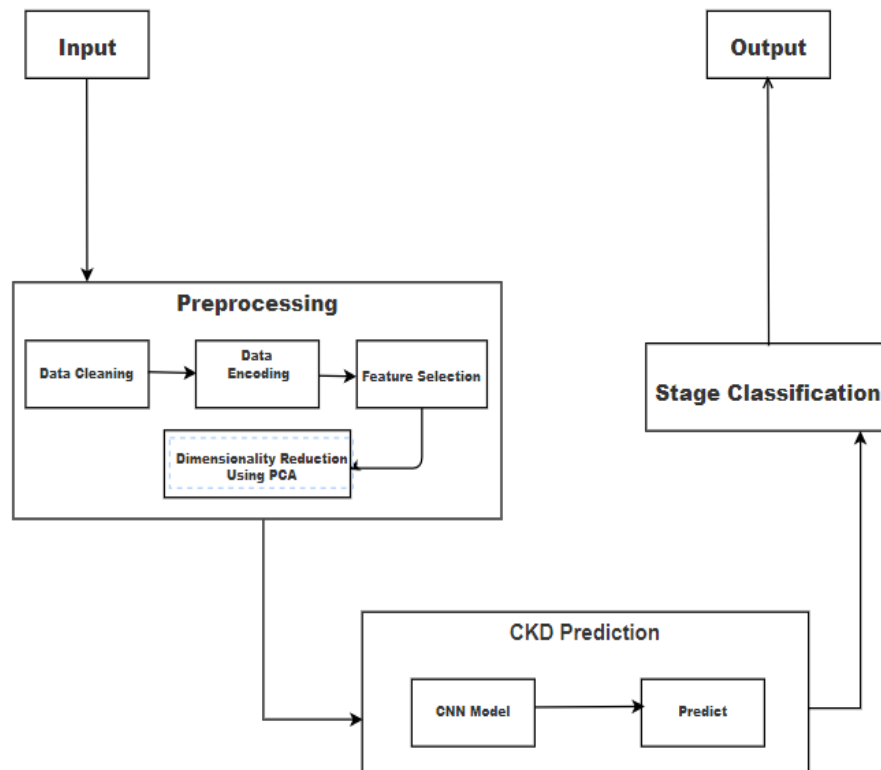 Input
Output
Preprocessing
Data Cleaning
Data
Encoding
Feature Selection
Dimensionality Reduction
Using PCA
Stage Classification
CKD Prediction
CNN Model
Predict